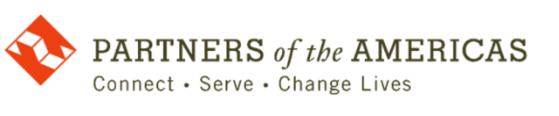 PARTNERS of the AMERICAS
Connect • Serve • Change Lives